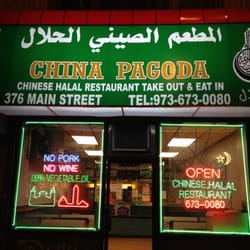 المطعم الصيني الحلال
CHINA PAGODA
CHINESE HALAL RESTAURANT TAKE OUT & EAT IN
376 MAIN STREET TEL:973-673-0080
NO PORK
NO WINE
100% VEGETABLE OIL
OPEN
CHINESE HALAL
RESTAURANT
673-0080